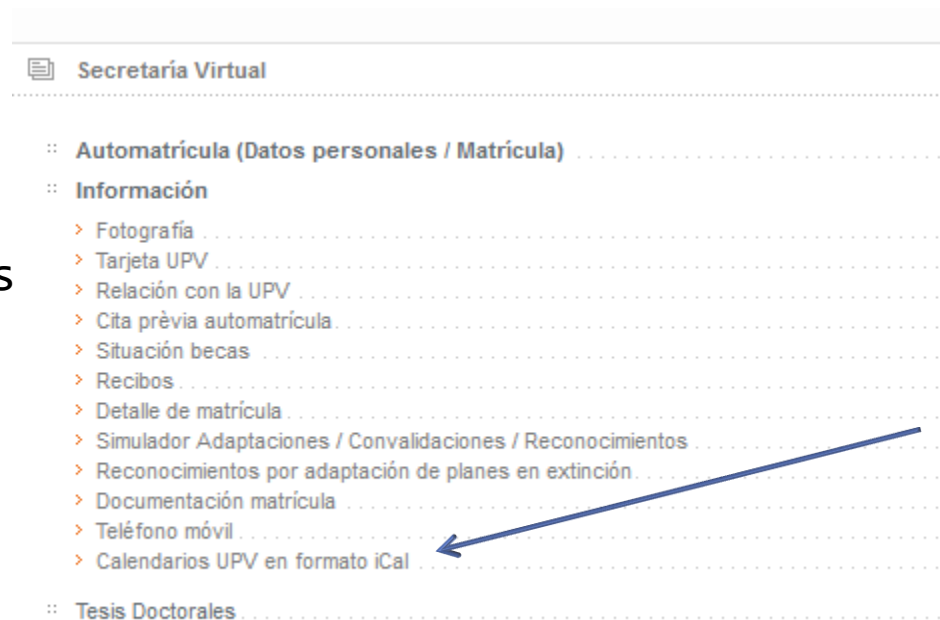 Secretaría Virtual
Automatrícula (Datos personales / Matrícula)
Información
Fotografía
s
Tarjeta UPV
Relación con la UPV
Cita prèvia automatrícula
Situación becas
Recibos
Detalle de matrícula
Simulador Adaptaciones / Convalidaciones / Reconocimientos
Reconocimientos por adaptación de planes en extinción
Documentación matrícula
Teléfono móvil
Calendarios UPV en formato iCal
Tesis Doctorales